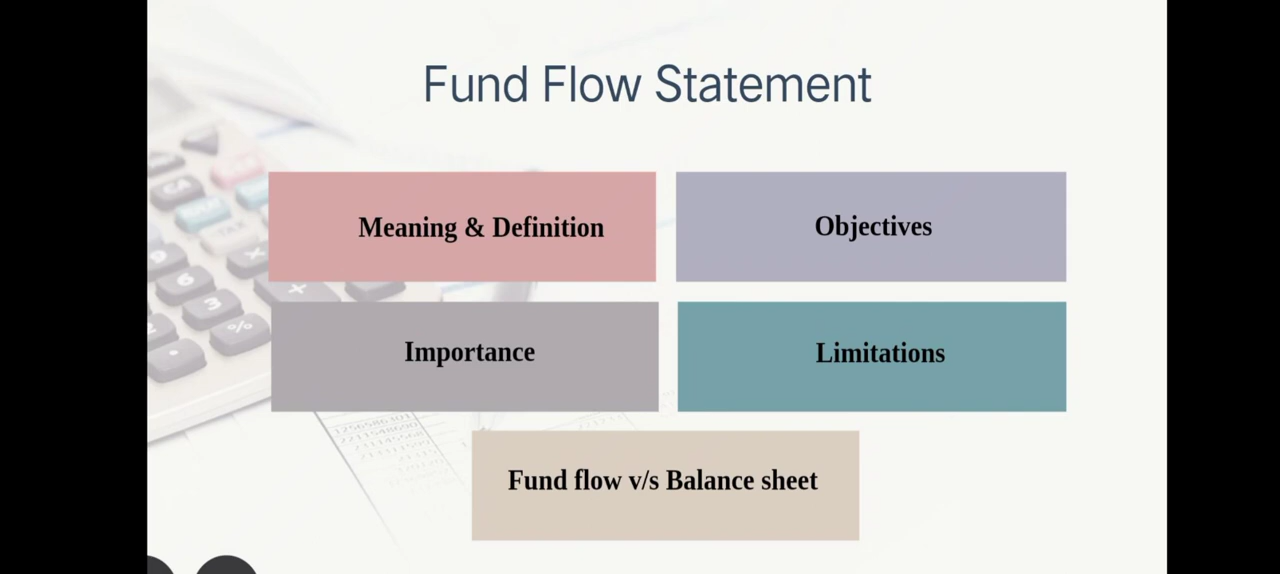 Fund Flow Statement
Meaning & Definition
Objectives
Importance
Limitations
Fund flow v/s Balance sheet